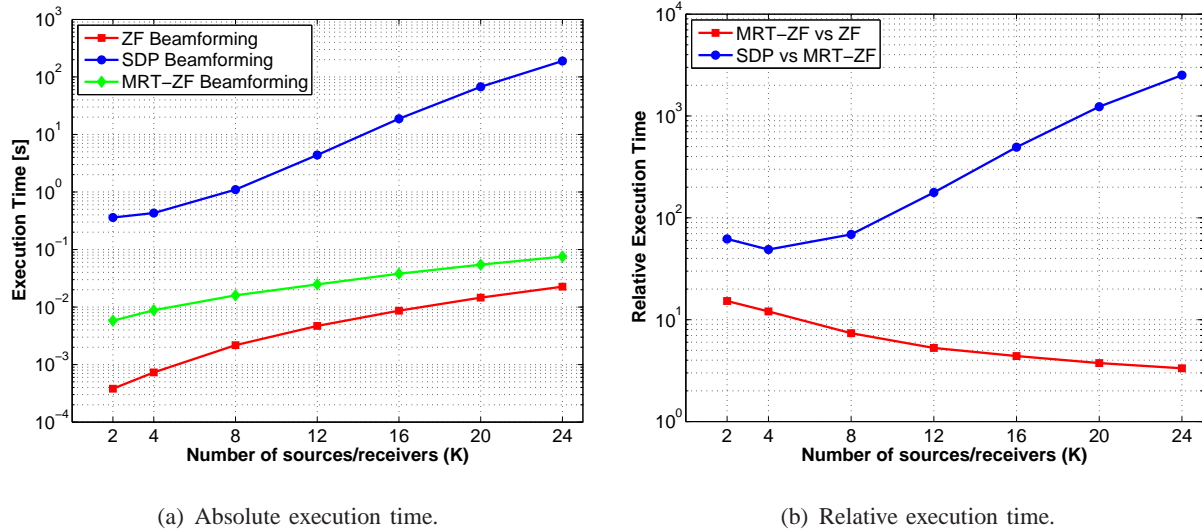 ZF Beamforming
SDP Beamforming
MRT−ZF Beamforming
Execution Time [s]
10^3
10^2
10^1
10^0
10^−1
10^−2
10^−3
10^−4
2 4 8 12 16 20 24
Number of sources/receivers (K)
(a) Absolute execution time.
MRT−ZF vs ZF
SDP vs MRT−ZF
Relative Execution Time
10^4
10^3
10^2
10^1
10^0
2 4 8 12 16 20 24
Number of sources/receivers (K)
(b) Relative execution time.